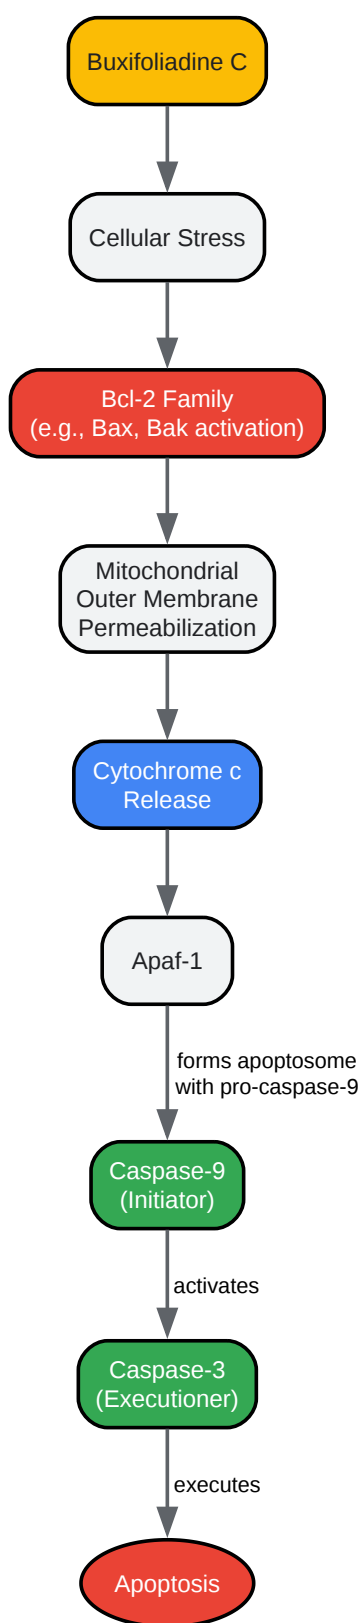 Buxifoliadine C
Cellular Stress
Bcl-2 Family
(e.g., Bax, Bak activation)
Mitochondrial
Outer Membrane
Permeabilization
Cytochrome c
Release
Apaf-1
forms apoptosome
with pro-caspase-9
Caspase-9
(Initiator)
activates
Caspase-3
(Executioner)
executes
Apoptosis